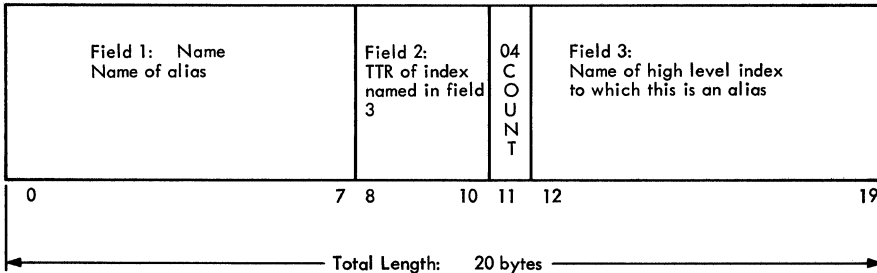 Field 1: Name
Name of alias
Field 2:
TTR of index
named in field
3
04
C
O
U
N
T
Field 3:
Name of high level index
to which this is an alias
0 7 8 10 11 12 19
Total Length: 20 bytes